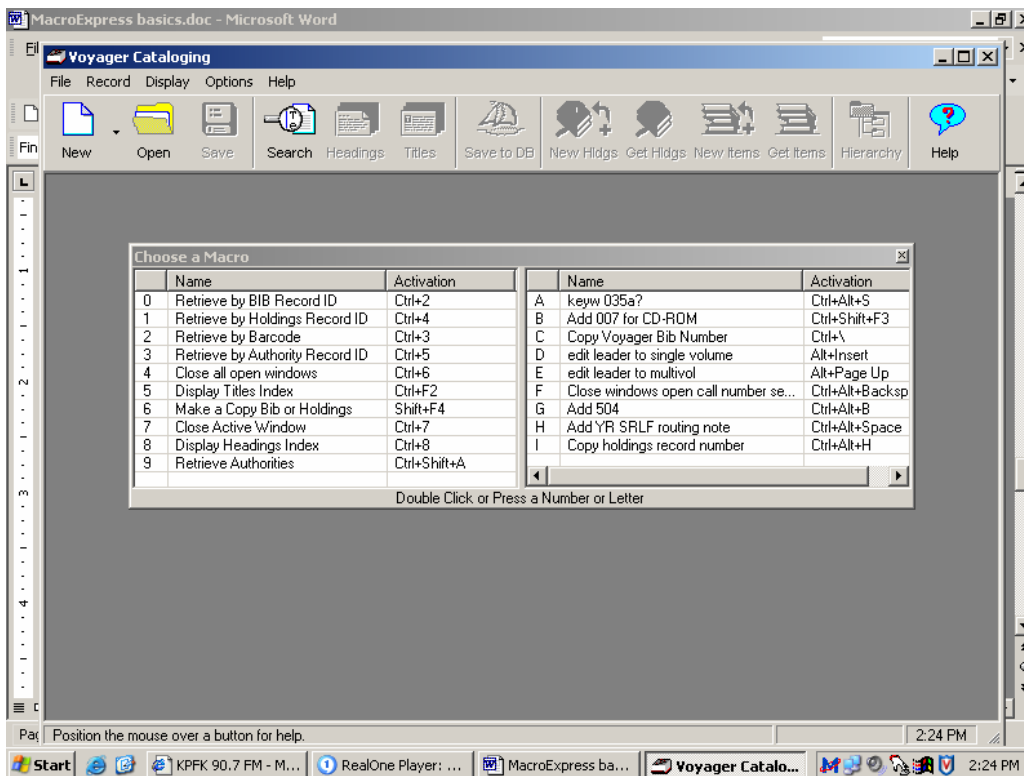 MacroExpress basics.doc - Microsoft Word
Voyager Cataloging
File Record Display Options Help
New Open Save Search Headings Titles Save to DB New Hldgs Get Hldgs New Items Get Items Hierarchy Help
Fin
L
Choose a Macro
Name Activation Name Activation
0 Retrieve by BIB Record ID Ctrl+2 A keyw 035a? Ctrl+Alt+S
1 Retrieve by Holdings Record ID Ctrl+4 B Add 007 for CD-ROM Ctrl+Shift+F3
2 Retrieve by Barcode Ctrl+3 C Copy Voyager Bib Number Ctrl+\
3 Retrieve by Authority Record ID Ctrl+5 D edit leader to single volume Alt+Insert
4 Close all open windows Ctrl+6 E edit leader to multivol Alt+Page Up
5 Display Titles Index Ctrl+F2 F Close windows open call number se... Ctrl+Alt+Backsp
6 Make a Copy Bib or Holdings Shift+F4 G Add 504 Ctrl+Alt+B
7 Close Active Window Ctrl+7 H Add YR SRLF routing note Ctrl+Alt+Space
8 Display Headings Index Ctrl+8 I Copy holdings record number Ctrl+Alt+H
9 Retrieve Authorities Ctrl+Shift+A
Double Click or Press a Number or Letter
1
2
3
4
Position the mouse over a button for help. 2:24 PM
Start KPFK 90.7 FM - M... RealOne Player: ... MacroExpress ba... Voyager Catalo... 2:24 PM